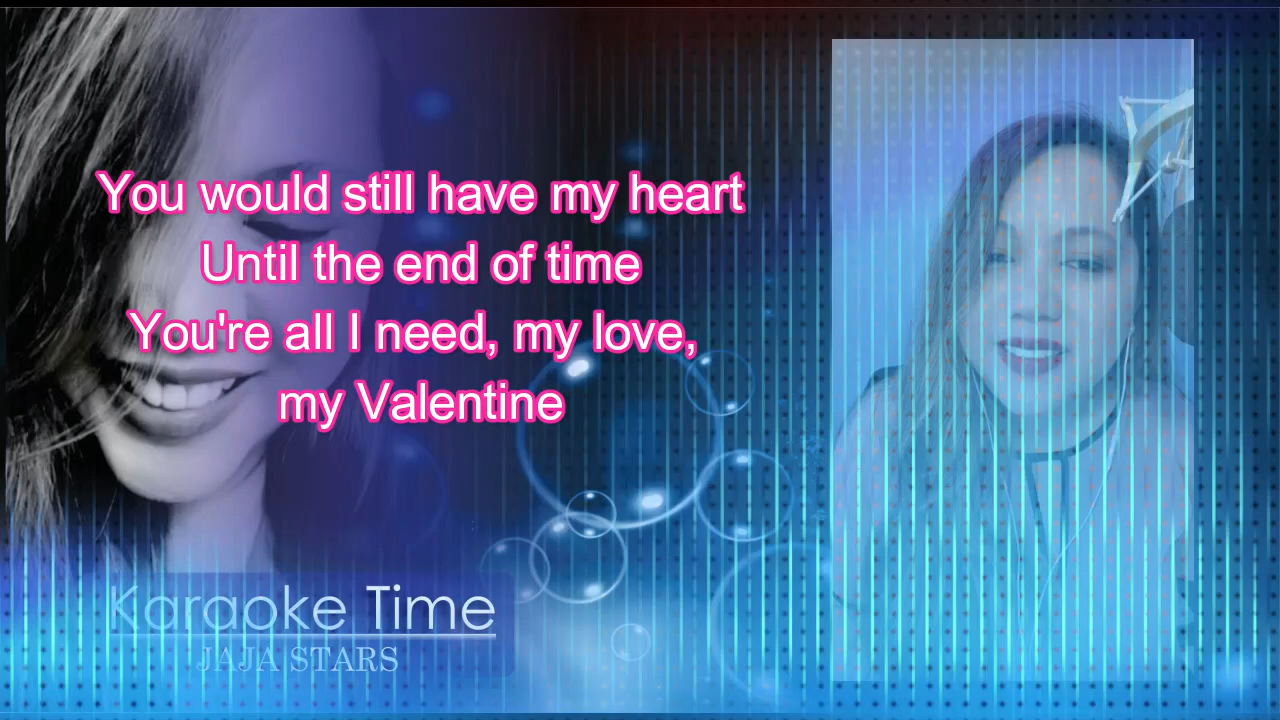 You would still have my heart
Until the end of time
You're all I need, my love,
my Valentine
Karaoke Time
JAJA STARS